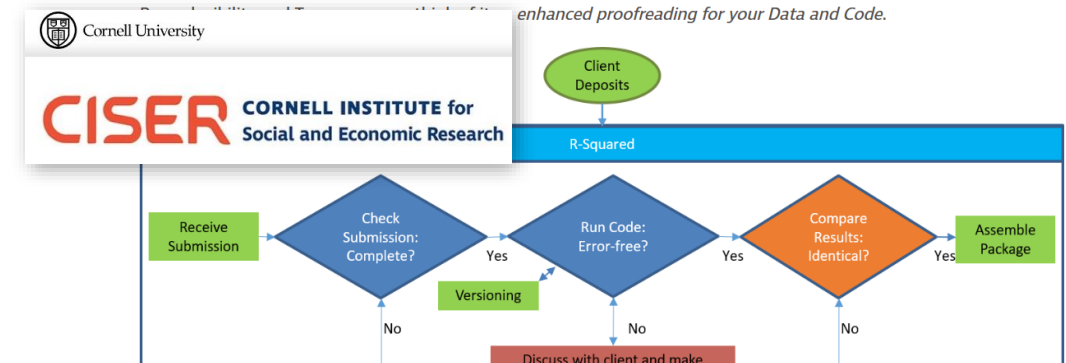 enhanced proofreading for your Data and Code.
Cornell University
CISER
CORNELL INSTITUTE for
Social and Economic Research
Client
Deposits
R-Squared
Receive
Submission
Check
Submission:
Complete?
Yes
Run Code:
Error-free?
Yes
Compare
Results:
Identical?
Yes
Assemble
Package
Versioning
No
No
No
Discuss with client and make